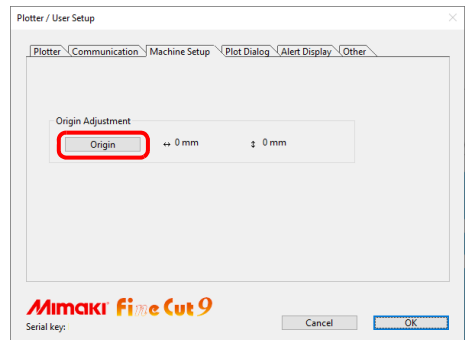 Plotter / User Setup
Plotter Communication Machine Setup Plot Dialog Alert Display Other
Origin Adjustment
Origin ↔ 0 mm ↕ 0 mm
Mimaki Fine Cut 9
Serial key: Cancel OK